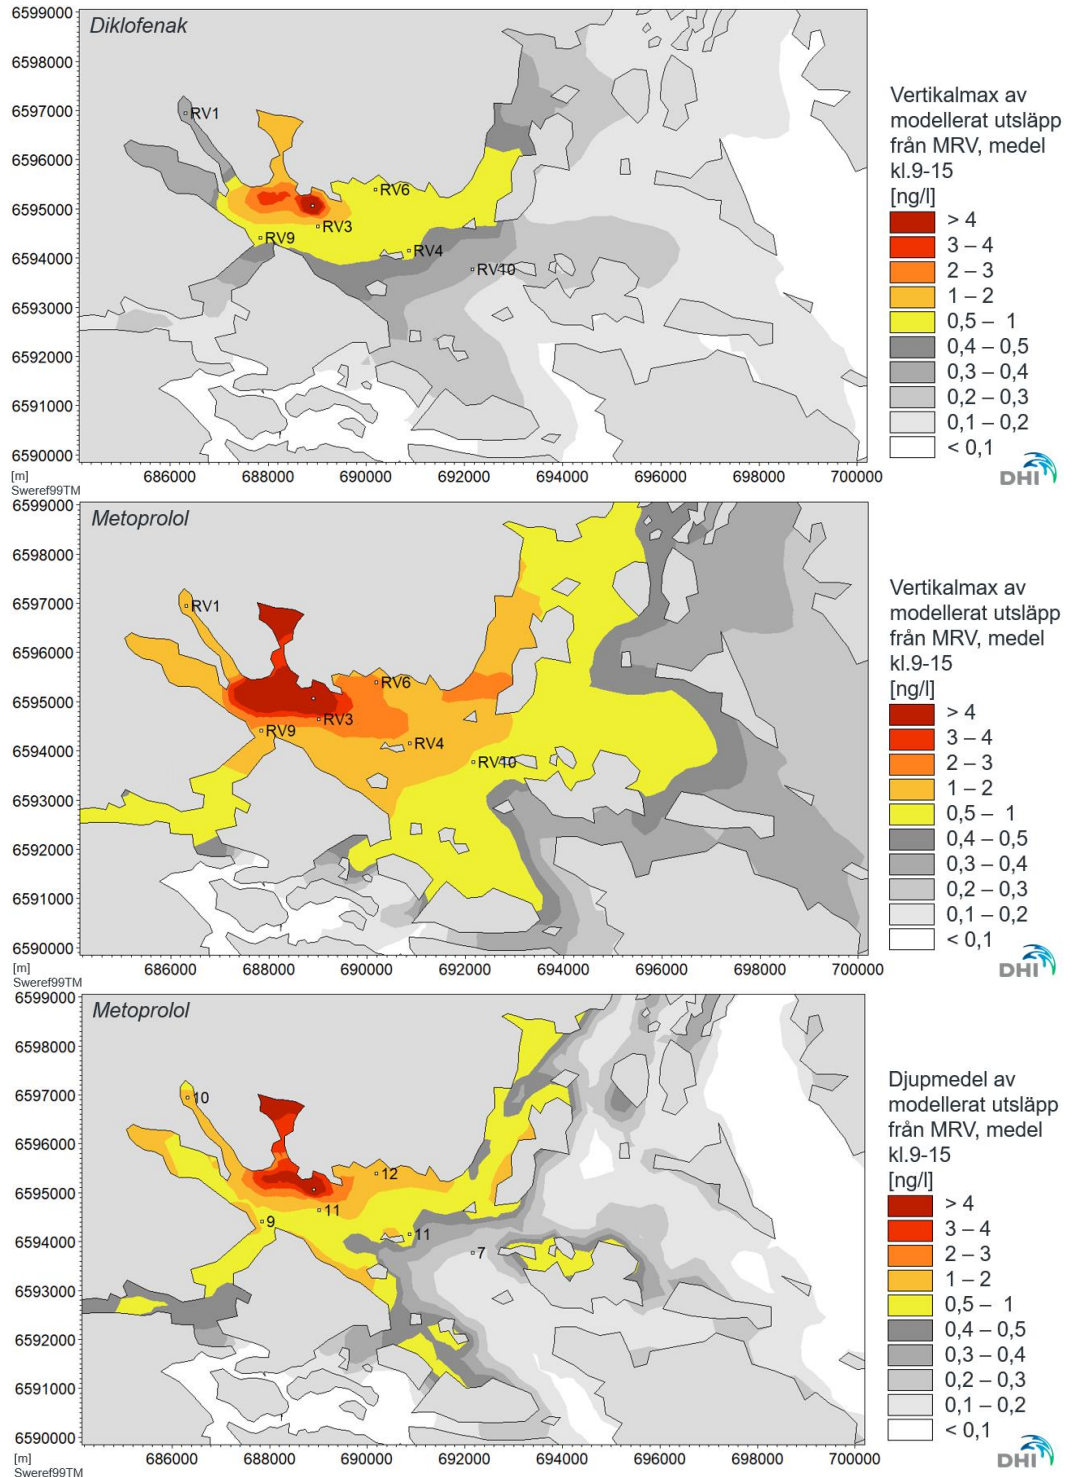 6599000
Diklofenak
6598000
6597000
RV1
6596000
6595000
RV6
RV3
RV9
6594000
RV4
RV10
6593000
6592000
6591000
6590000
[m]
Sweref99TM
686000 688000 690000 692000 694000 696000 698000 700000
Vertikalmax av
modellerat utsläpp
från MRV, medel
kl.9-15
[ng/l]
> 4
3 – 4
2 – 3
1 – 2
0,5 – 1
0,4 – 0,5
0,3 – 0,4
0,2 – 0,3
0,1 – 0,2
< 0,1
DHI
6599000
Metoprolol
6598000
6597000
RV1
6596000
6595000
RV6
RV3
RV9
6594000
RV4
RV10
6593000
6592000
6591000
6590000
[m]
Sweref99TM
686000 688000 690000 692000 694000 696000 698000 700000
Vertikalmax av
modellerat utsläpp
från MRV, medel
kl.9-15
[ng/l]
> 4
3 – 4
2 – 3
1 – 2
0,5 – 1
0,4 – 0,5
0,3 – 0,4
0,2 – 0,3
0,1 – 0,2
< 0,1
DHI
6599000
Metoprolol
6598000
6597000
10
6596000
12
6595000
11
9
6594000
11
7
6593000
6592000
6591000
6590000
[m]
Sweref99TM
686000 688000 690000 692000 694000 696000 698000 700000
Djupmedel av
modellerat utsläpp
från MRV, medel
kl.9-15
[ng/l]
> 4
3 – 4
2 – 3
1 – 2
0,5 – 1
0,4 – 0,5
0,3 – 0,4
0,2 – 0,3
0,1 – 0,2
< 0,1
DHI